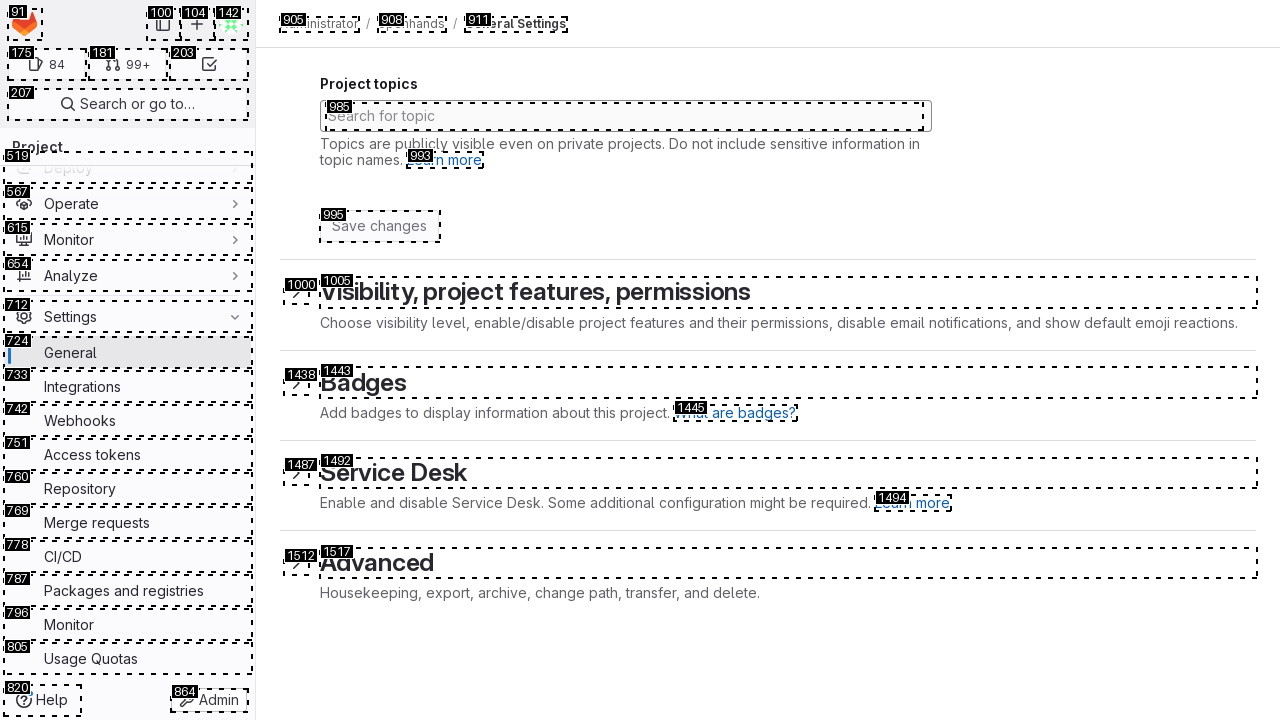 91
100
104
142
175
84
181
99+
203
207
Search or go to…
Project
519
Deploy
567
Operate
615
Monitor
654
Analyze
712
Settings
724
General
733
Integrations
742
Webhooks
751
Access tokens
760
Repository
769
Merge requests
778
CI/CD
787
Packages and registries
796
Monitor
805
Usage Quotas
820
Help
864
Admin
905 908 911
/ / General Settings
Project topics
985
Search for topic
Topics are publicly visible even on private projects. Do not include sensitive information in
topic names. 993 Learn more
995
Save changes
1000
1005
Visibility, project features, permissions
Choose visibility level, enable/disable project features and their permissions, disable email notifications, and show default emoji reactions.
1438
1443
Badges
Add badges to display information about this project. 1445 What are badges?
1487
1492
Service Desk
Enable and disable Service Desk. Some additional configuration might be required. 1494 Learn more
1512
1517
Advanced
Housekeeping, export, archive, change path, transfer, and delete.